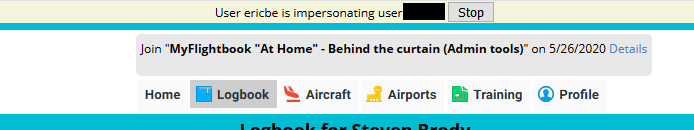 User ericbe is impersonating user Stop
Join "MyFlightbook "At Home" - Behind the curtain (Admin tools)" on 5/26/2020 Details
Home Logbook Aircraft Airports Training Profile
Logbook for Steven Brody